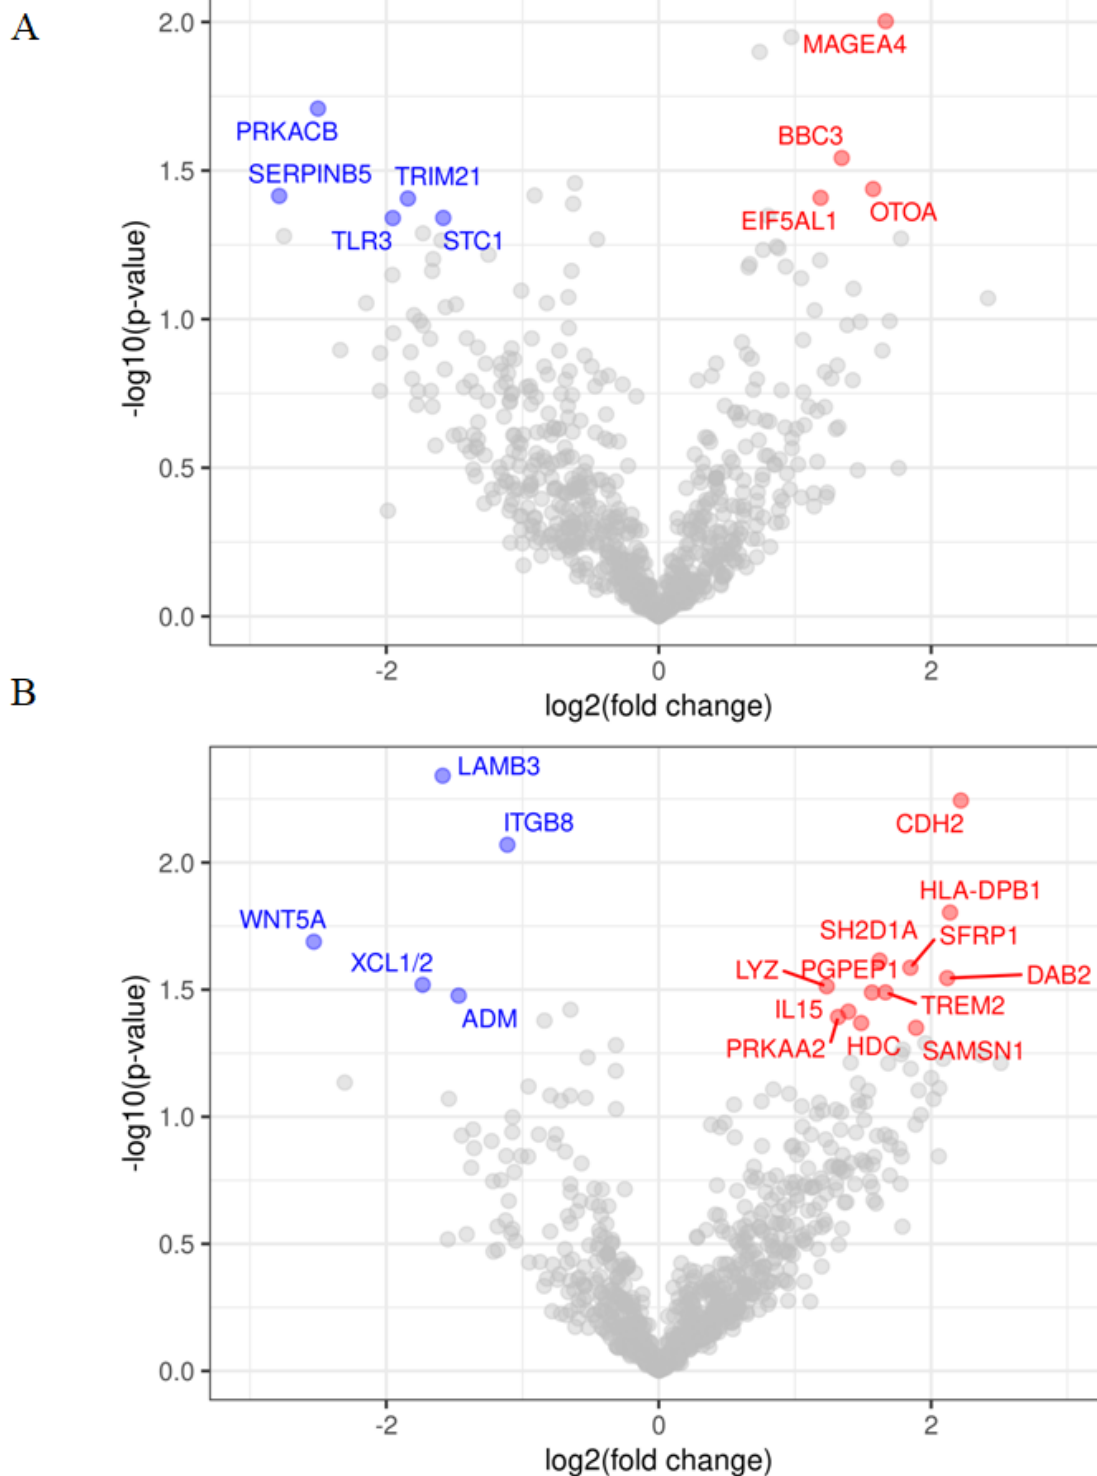 A
2.0
MAGEA4
PRKACB
BBC3
1.5
SERPINB5
TRIM21
EIF5AL1
OTOA
TLR3
STC1
1.0
0.5
0.0
-log10(p-value)
-2
0
2
log2(fold change)
B
LAMB3
CDH2
ITGB8
2.0
HLA-DPB1
WNT5A
SH2D1A
SFRP1
XCL1/2
LYZ
PGPEP1
DAB2
1.5
ADM
IL15
TREM2
PRKAA2
HDC
SAMSN1
1.0
0.5
0.0
-log10(p-value)
-2
0
2
log2(fold change)